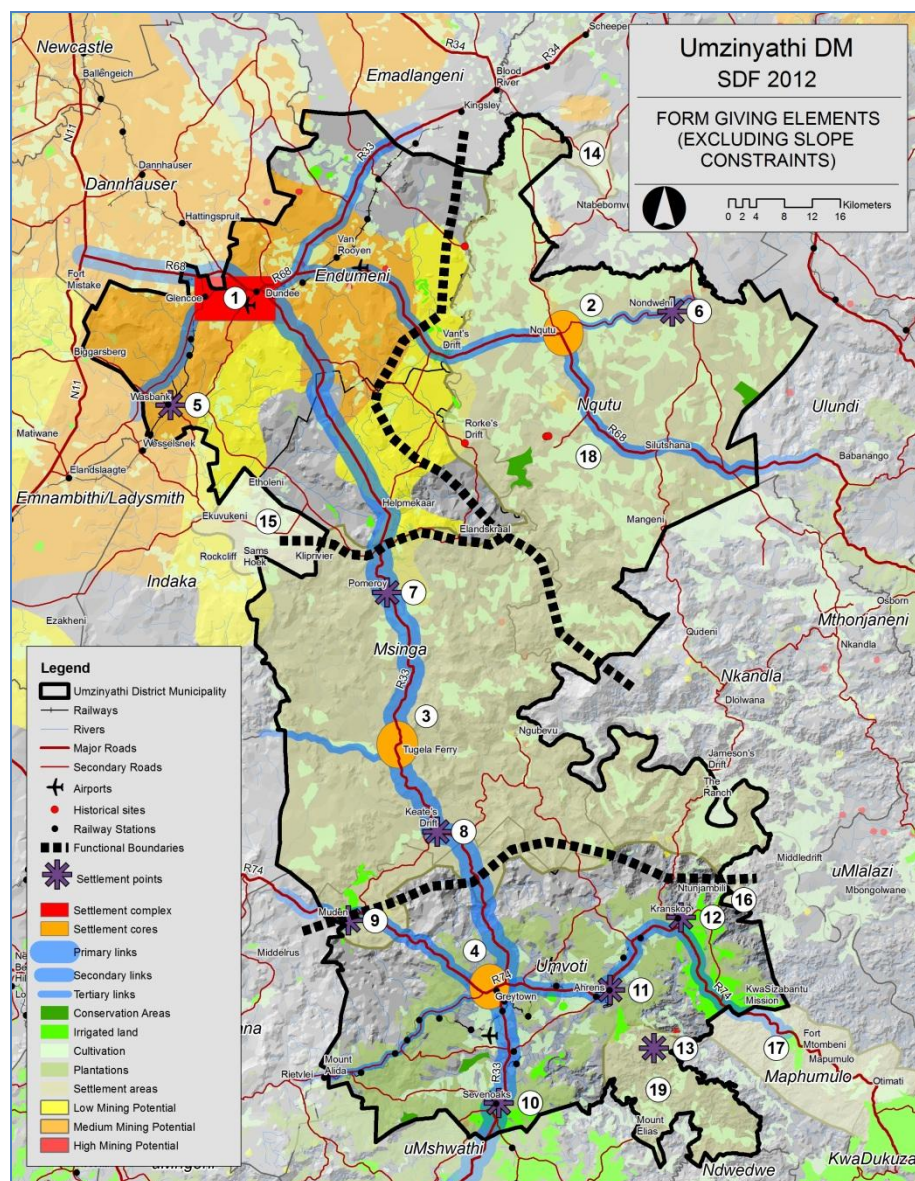 Umzinyathi DM
SDF 2012
FORM GIVING ELEMENTS
(EXCLUDING SLOPE
CONSTRAINTS)
0 2 4 8 12 16
Kilometers
Newcastle
Ballengeich
R34
Scheeper
Emadlangeni
Blood
River
R34
Kingsley
N11
R33
14
Dannhauser
Dannhauser
Hattingspruit
Ntabebomvu
Van
Rooyen
R68
Endumeni
R68
Fort
Mistake
Glencoe
1
Dundee
2
Nondweni
6
Vant's
Drift
Nqutu
Biggarsberg
N11
Wasbank
5
Nqutu
Ulundi
Matiwane
Wesselsnek
Rorke's
Drift
R68
Silutshana
18
Babanango
Elandslaagte
Emnambithi/Ladysmith
Etholeni
Helpmekaar
Ekuvukeni
15
Elandskraal
Mangeni
Rockcliff
Sams
Hoek
Kliprivier
Indaka
Pomeroy
7
Osborn
Ezakheni
Mthonjaneni
Msinga
Qudeni
Nkandla
Nkandla
R33
Dlolwana
3
Ngubevu
Tugela Ferry
Jameson's
Drift
The
Ranch
Keate's
Drift
8
Middledrift
uMlalazi
R74
Ntunjambili
Mbongolwane
16
Muden
9
Kranskop
12
Middelrus
4
Umvoti
R74
Ahrens
11
KwaSizabantu
Mission
Greytown
R74
Fort
Mtombeni
13
17
Mapumulo
Rietvlei
Mount
Alida
R33
Maphumulo
19
Otimati
Sevenoaks
10
Mount
Elias
uMshwathi
Ndwedwe
KwaDukuza
Legend
Umzinyathi District Municipality
Railways
Rivers
Major Roads
Secondary Roads
Airports
Historical sites
Railway Stations
Functional Boundaries
Settlement points
Settlement complex
Settlement cores
Primary links
Secondary links
Tertiary links
Conservation Areas
Irrigated land
Cultivation
Plantations
Settlement areas
Low Mining Potential
Medium Mining Potential
High Mining Potential